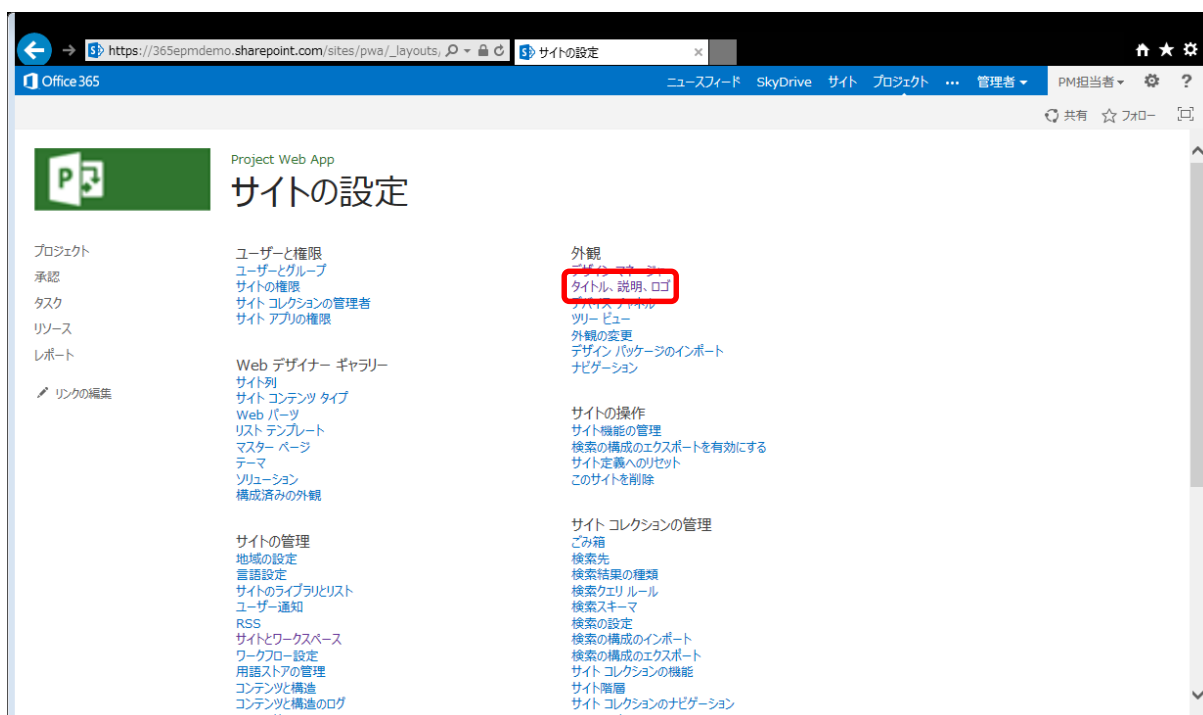 https://365epmdemo.sharepoint.com/sites/pwa/_layouts,
サイトの設定
Office 365
ニュースフィード SkyDrive サイト プロジェクト ... 管理者 PM担当者 ?
共有 フォロー
P
Project Web App
サイトの設定
プロジェクト
承認
タスク
リソース
レポート
リンクの編集
ユーザーと権限
ユーザーとグループ
サイトの権限
サイト コレクションの管理者
サイト アプリの権限
Web デザイナー ギャラリー
サイト列
サイト コンテンツ タイプ
Web パーツ
リスト テンプレート
マスター ページ
テーマ
ソリューション
構成済みの外観
サイトの管理
地域の設定
言語設定
サイトのライブラリとリスト
ユーザー通知
RSS
サイトとワークスペース
ワークフロー設定
用語ストアの管理
コンテンツと構造
コンテンツと構造のログ
外観
デザイン マネージャー
タイトル、説明、ロゴ
デバイス チャネル
ツリー ビュー
外観の変更
デザイン パッケージのインポート
ナビゲーション
サイトの操作
サイト機能の管理
検索の構成のエクスポートを有効にする
サイト定義へのリセット
このサイトを削除
サイト コレクションの管理
ごみ箱
検索先
検索結果の種類
検索クエリ ルール
検索スキーマ
検索の設定
検索の構成のインポート
検索の構成のエクスポート
サイト コレクションの機能
サイト階層
サイト コレクションのナビゲーション